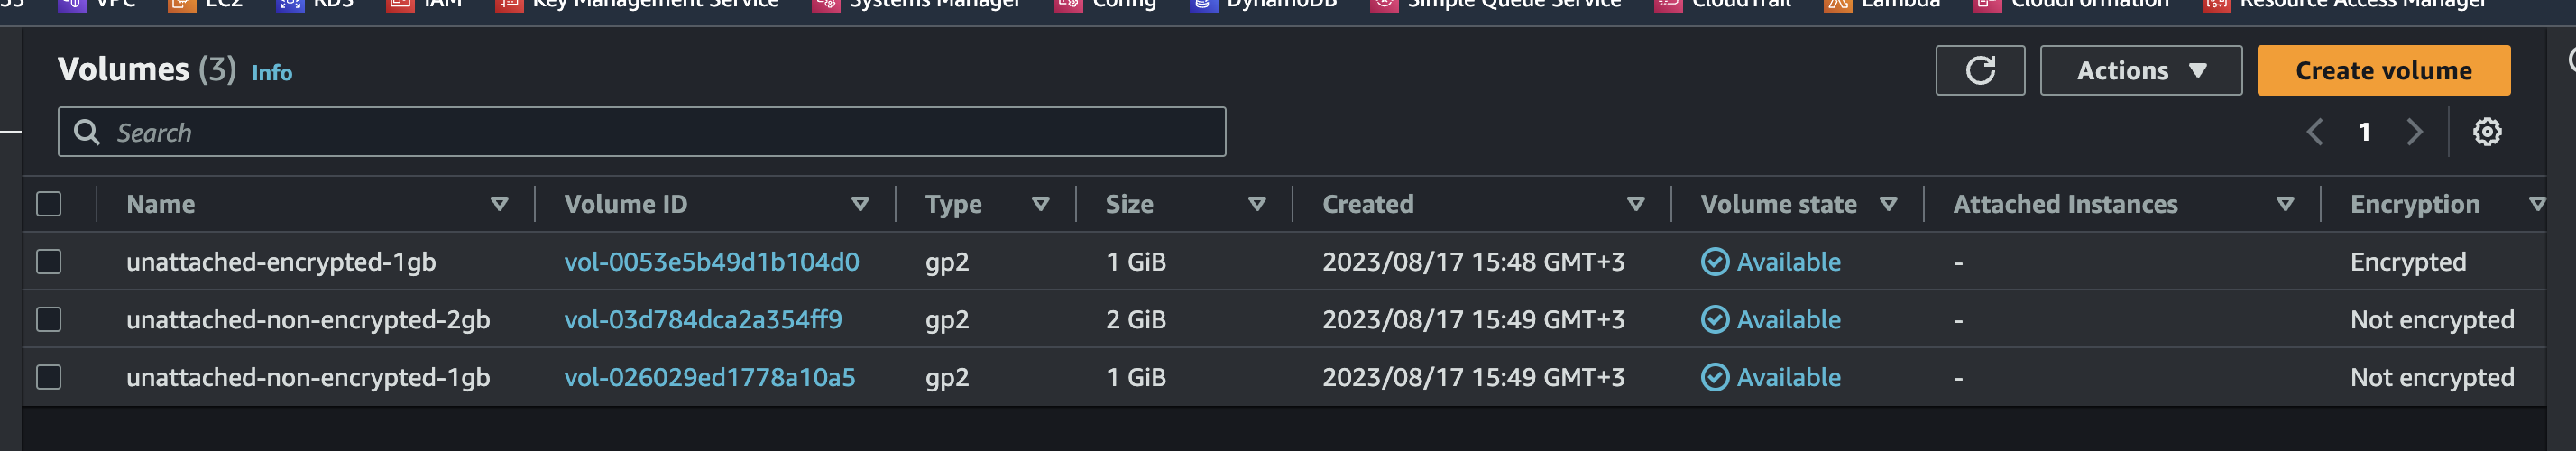 VPC EC2 RDS IAM Key Management Service Systems Manager Config DynamoDB Simple Queue Service CloudTrail Lambda CloudFormation Resource Access Manager
Volumes (3) Info
Actions
Create volume
Search
1
Name Volume ID Type Size Created Volume state Attached Instances Encryption
unattached-encrypted-1gb vol-0053e5b49d1b104d0 gp2 1 GiB 2023/08/17 15:48 GMT+3 Available - Encrypted
unattached-non-encrypted-2gb vol-03d784dca2a354ff9 gp2 2 GiB 2023/08/17 15:49 GMT+3 Available - Not encrypted
unattached-non-encrypted-1gb vol-026029ed1778a10a5 gp2 1 GiB 2023/08/17 15:49 GMT+3 Available - Not encrypted